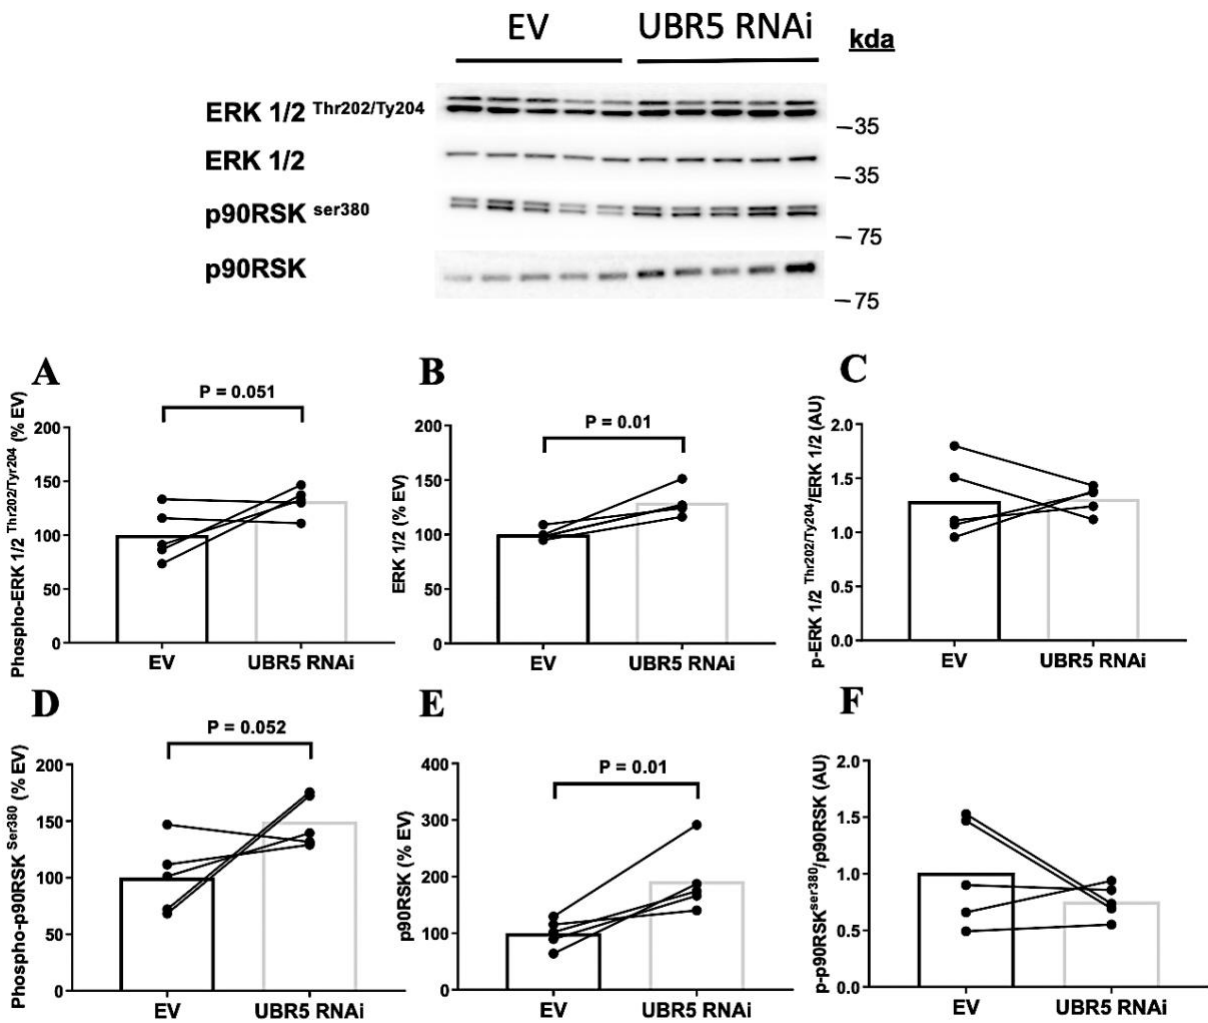 EV UBR5 RNAi kda
ERK 1/2 Thr202/Ty204
–35
ERK 1/2
–35
p90RSK ser380
–75
p90RSK
–75
A
P = 0.051
Phospho-ERK 1/2 Thr202/Tyr204 (% EV)
200
150
100
50
0
EV UBR5 RNAi
B
P = 0.01
ERK 1/2 (% EV)
200
150
100
50
0
EV UBR5 RNAi
C
p-ERK 1/2 Thr202/Ty204/ERK 1/2 (AU)
2.0
1.5
1.0
0.5
0.0
EV UBR5 RNAi
D
P = 0.052
Phospho-p90RSK Ser380 (% EV)
200
150
100
50
0
EV UBR5 RNAi
E
P = 0.01
p90RSK (% EV)
400
300
200
100
0
EV UBR5 RNAi
F
p-p90RSKser380/p90RSK (AU)
2.0
1.5
1.0
0.5
0.0
EV UBR5 RNAi